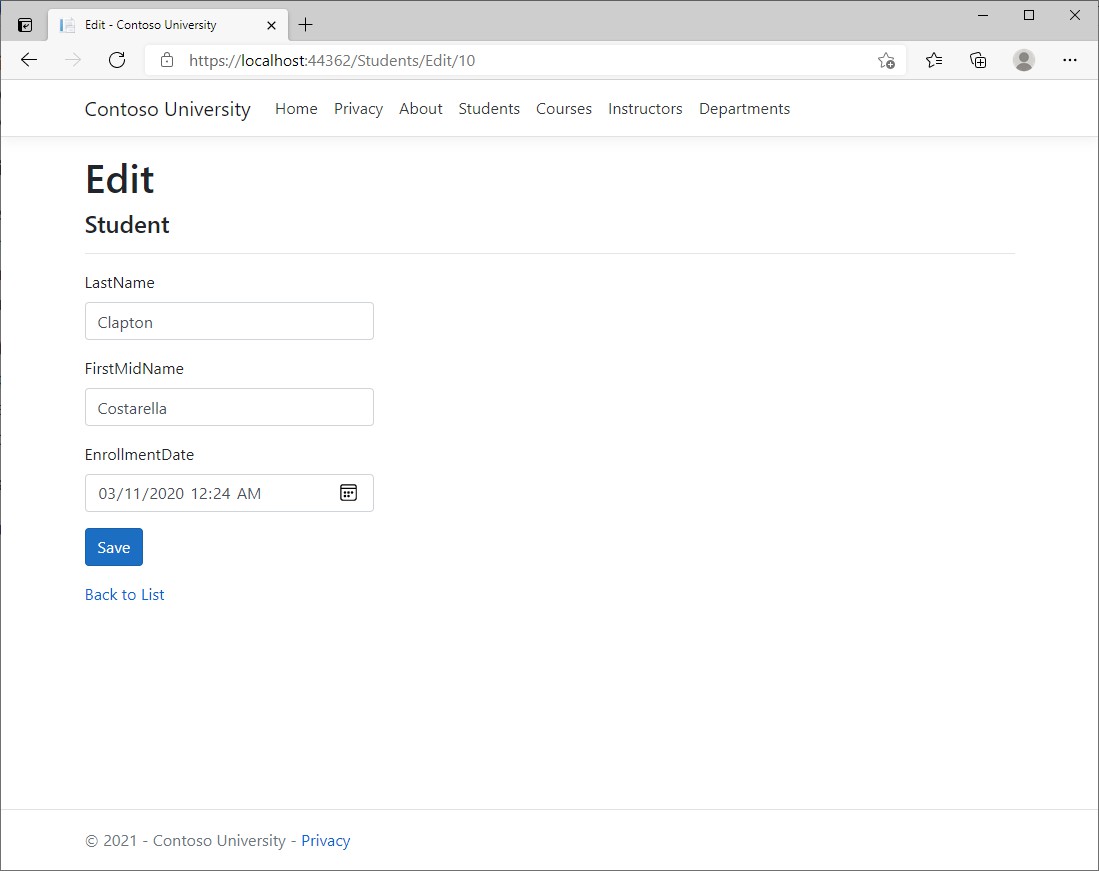 Edit - Contoso University
https://localhost:44362/Students/Edit/10
Contoso University Home Privacy About Students Courses Instructors Departments
Edit
Student
LastName
Clapton
FirstMidName
Costarella
EnrollmentDate
03/11/2020 12:24 AM
Save
Back to List
© 2021 - Contoso University - Privacy